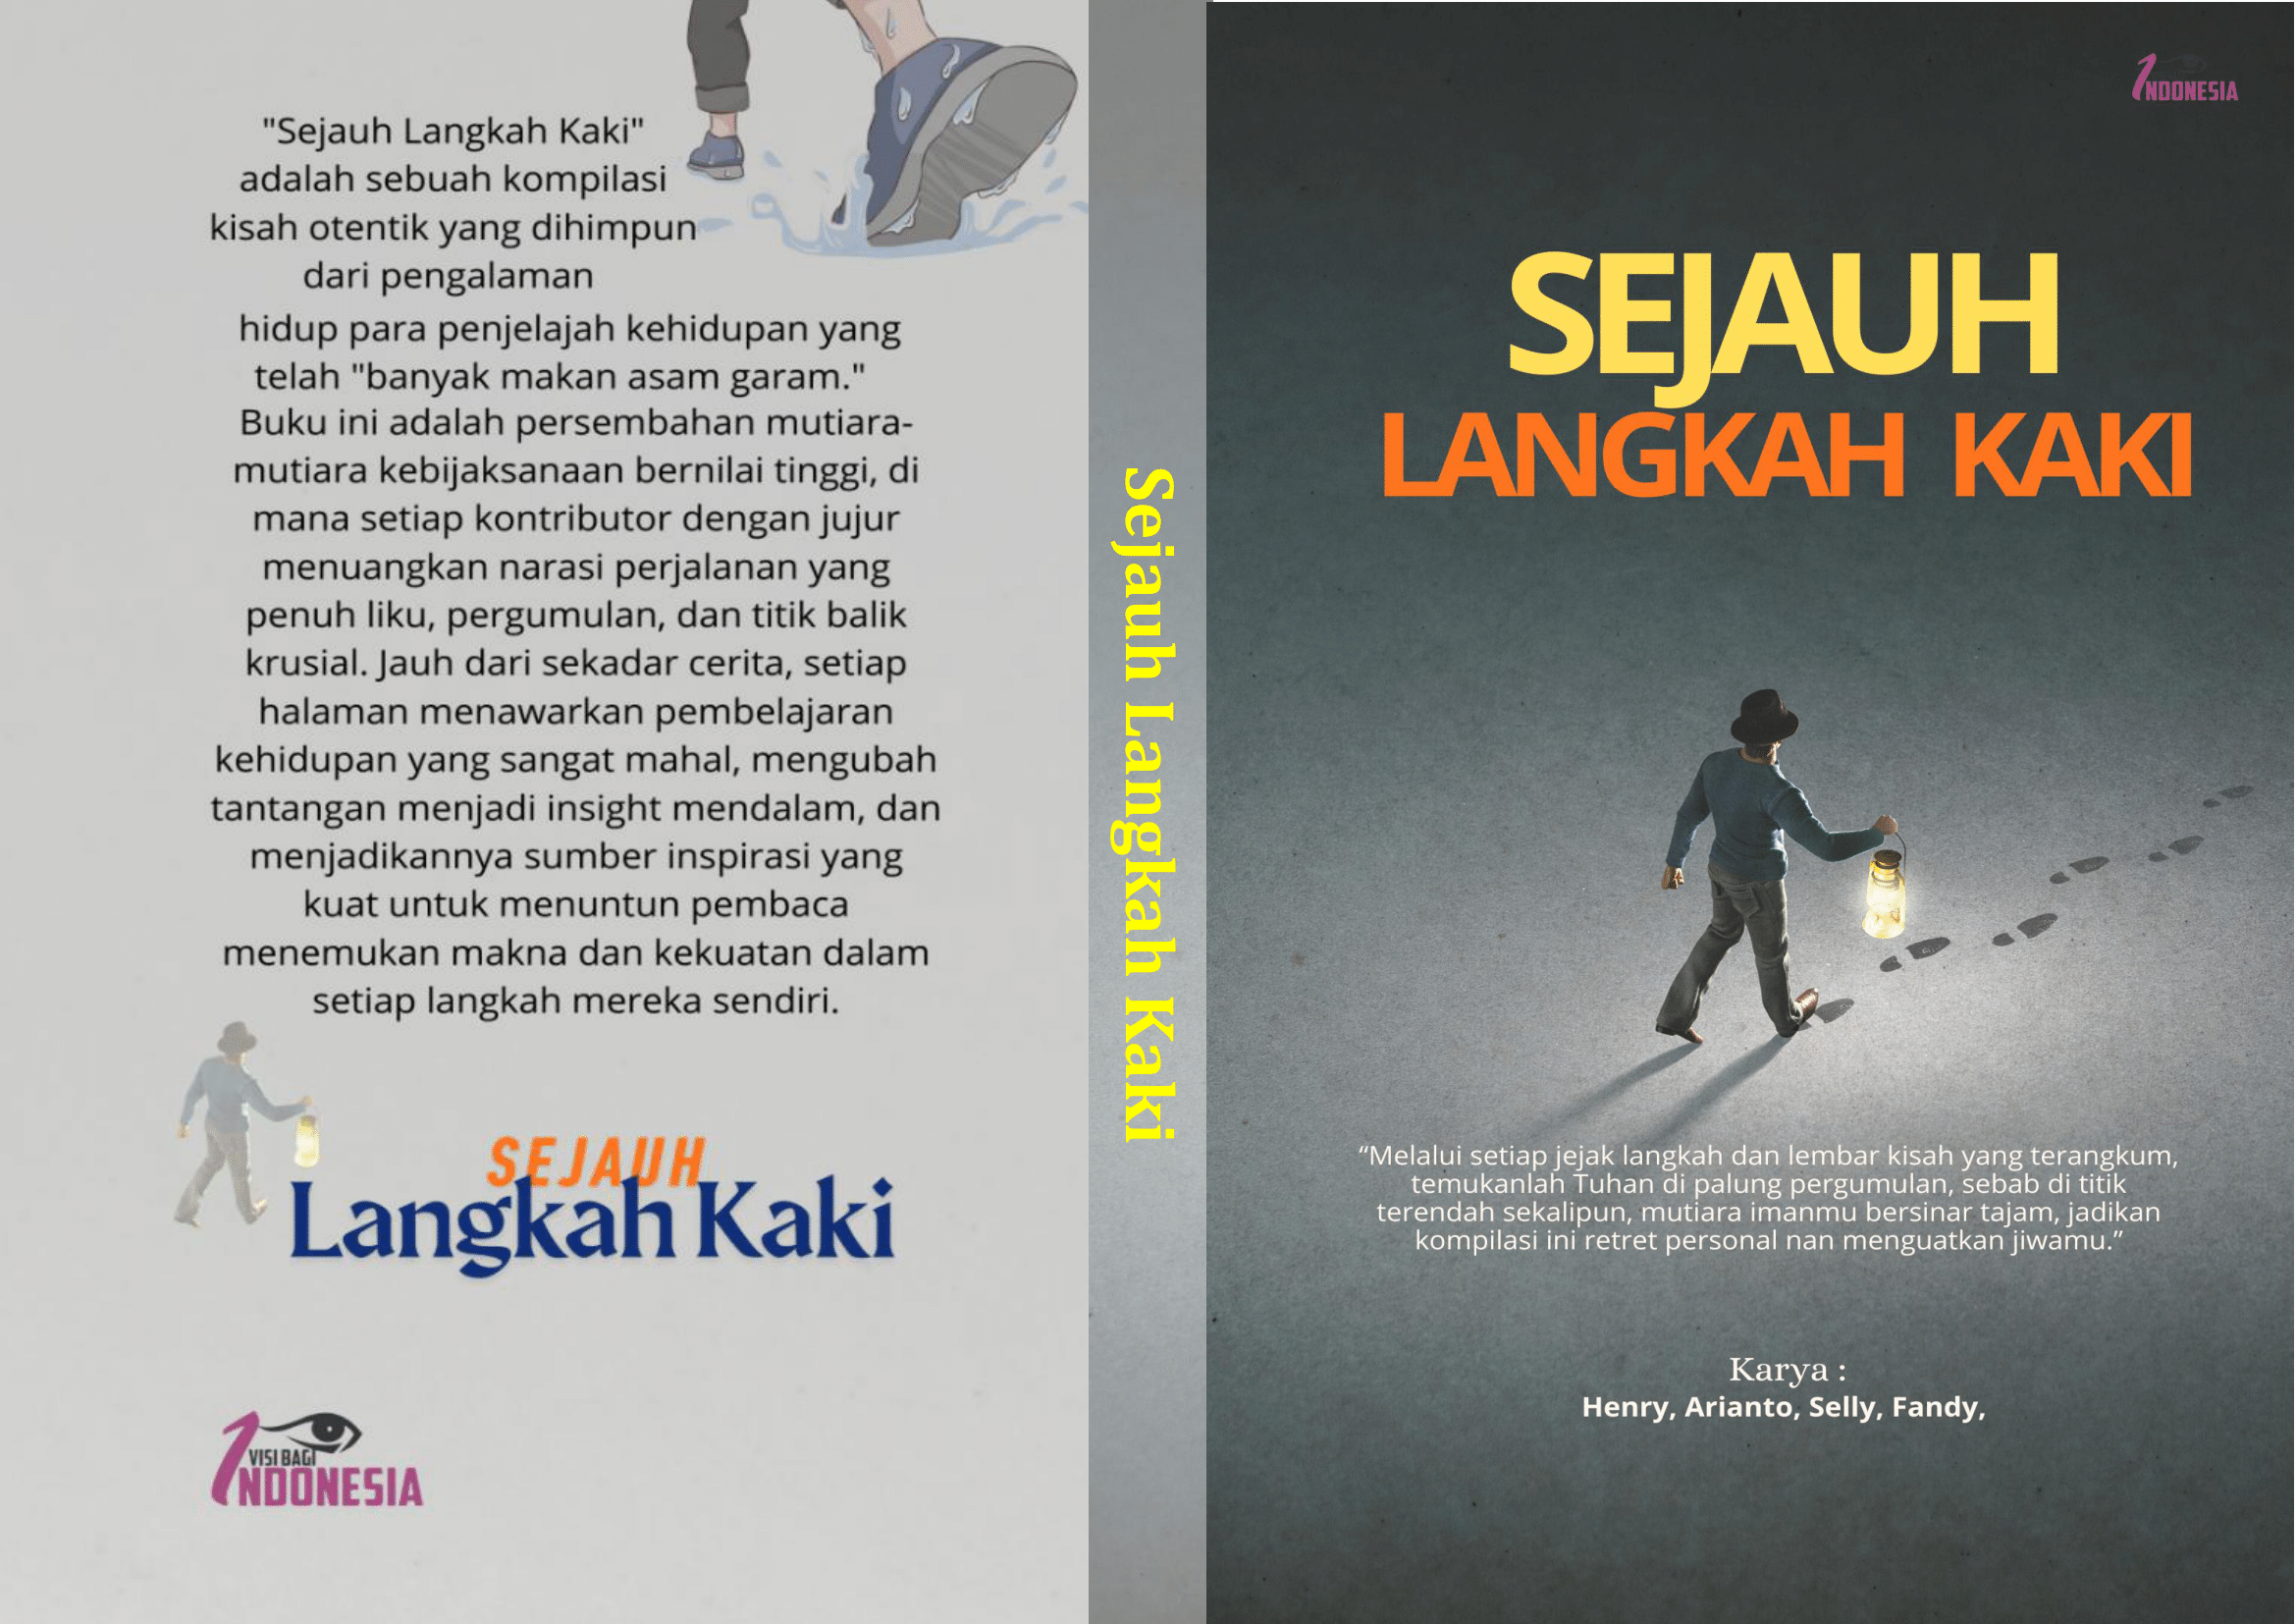 "Sejauh Langkah Kaki"
adalah sebuah kompilasi
kisah otentik yang dihimpun
dari pengalaman
hidup para penjelajah kehidupan yang
telah "banyak makan asam garam."
Buku ini adalah persembahan mutiara-
mutiara kebijaksanaan bernilai tinggi, di
mana setiap kontributor dengan jujur
menuangkan narasi perjalanan yang
penuh liku, pergumulan, dan titik balik
krusial. Jauh dari sekadar cerita, setiap
halaman menawarkan pembelajaran
kehidupan yang sangat mahal, mengubah
tantangan menjadi insight mendalam, dan
menjadikannya sumber inspirasi yang
kuat untuk menuntun pembaca
menemukan makna dan kekuatan dalam
setiap langkah mereka sendiri.
SEJAUH
Langkah Kaki
1 VISI BAGI
INDONESIA
Sejauh Langkah Kaki
INDONESIA
SEJAUH
LANGKAH KAKI
“Melalui setiap jejak langkah dan lembar kisah yang terangkum,
temukanlah Tuhan di palung pergumulan, sebab di titik
terendah sekalipun, mutiara imanmu bersinar tajam, jadikan
kompilasi ini retret personal nan menguatkan jiwamu.”
Karya :
Henry, Arianto, Selly, Fandy,